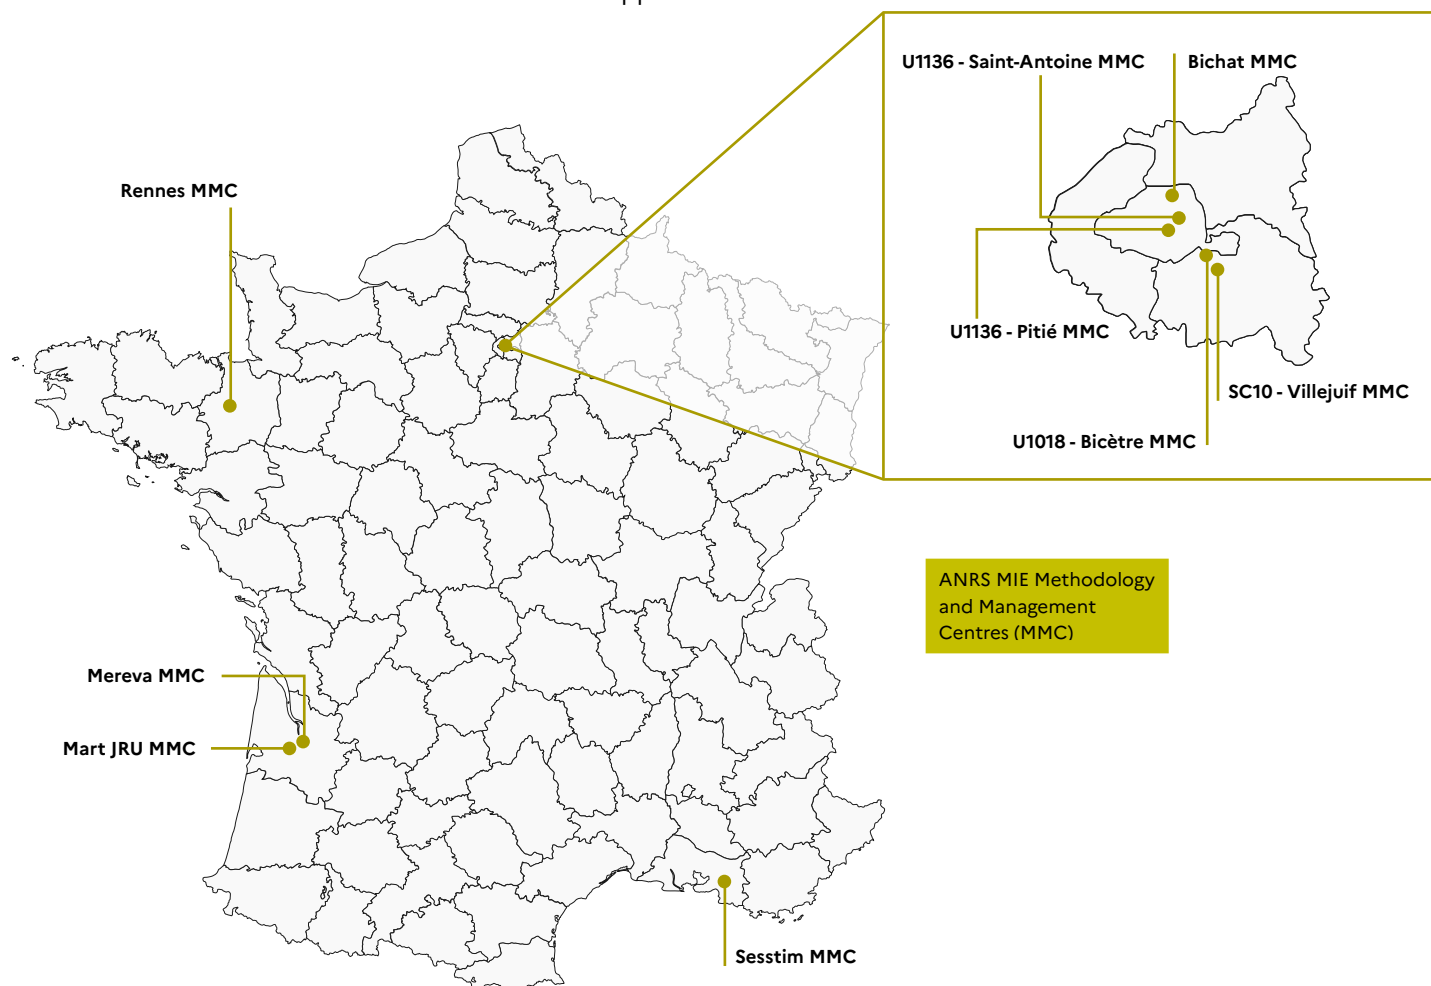 U1136 - Saint-Antoine MMC
Bichat MMC
Rennes MMC
U1136 - Pitié MMC
SC10 - Villejuif MMC
U1018 - Bicètre MMC
ANRS MIE Methodology
and Management
Centres (MMC)
Mereva MMC
Mart JRU MMC
Sesstim MMC